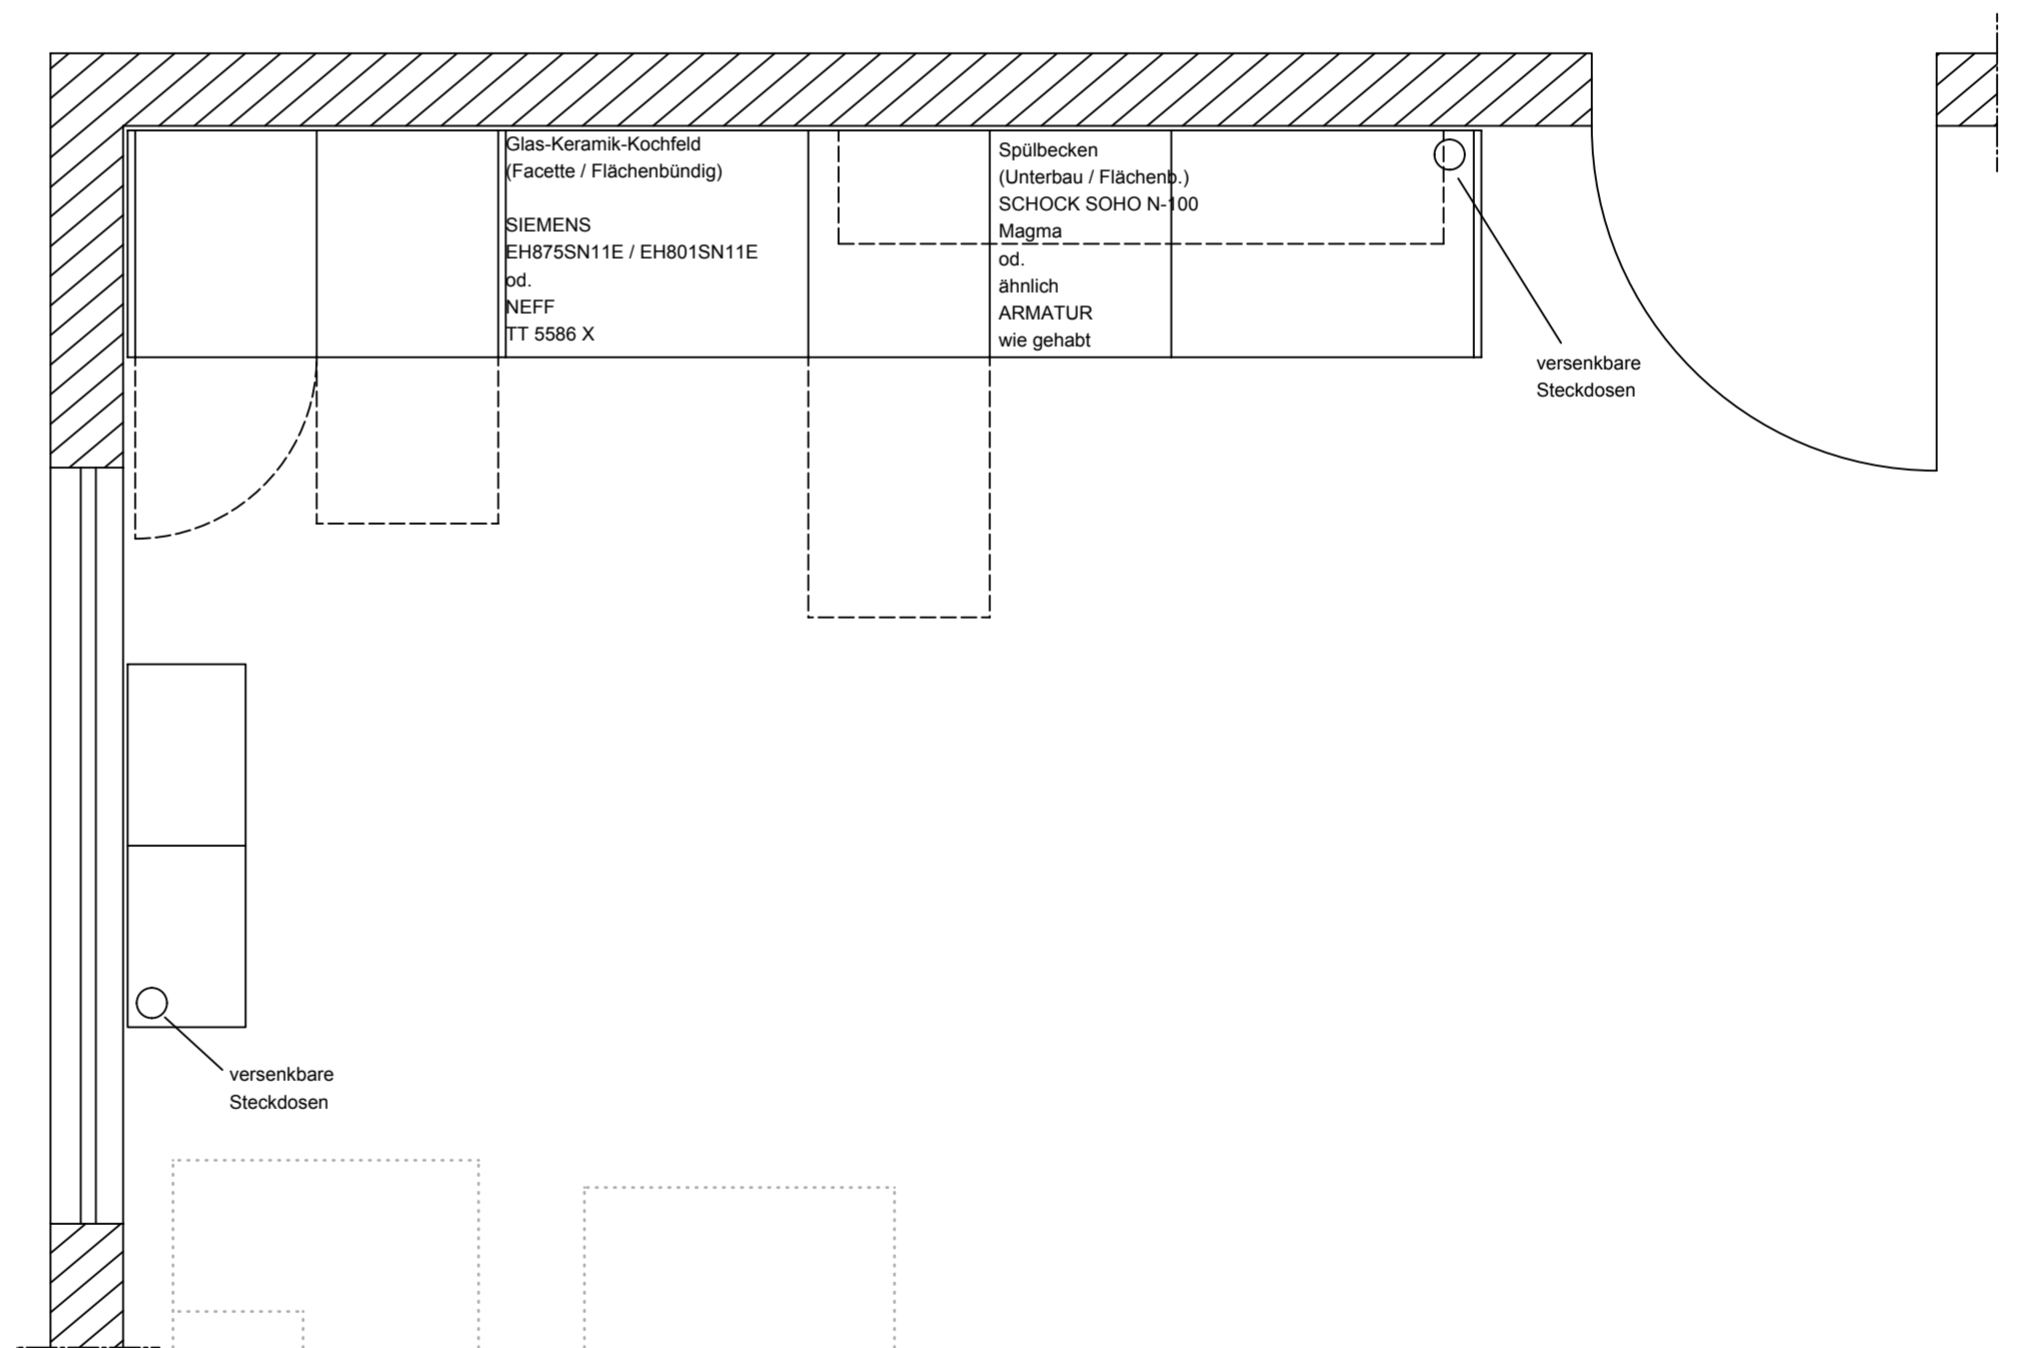 Glas-Keramik-Kochfeld
(Facette / Flächenbündig)
SIEMENS
EH875SN11E / EH801SN11E
od.
NEFF
TT 5586 X
Spülbecken
(Unterbau / Flächenb.)
SCHOCK SOHO N-100
Magma
od.
ähnlich
ARMATUR
wie gehabt
versenkbare
Steckdosen
versenkbare
Steckdosen